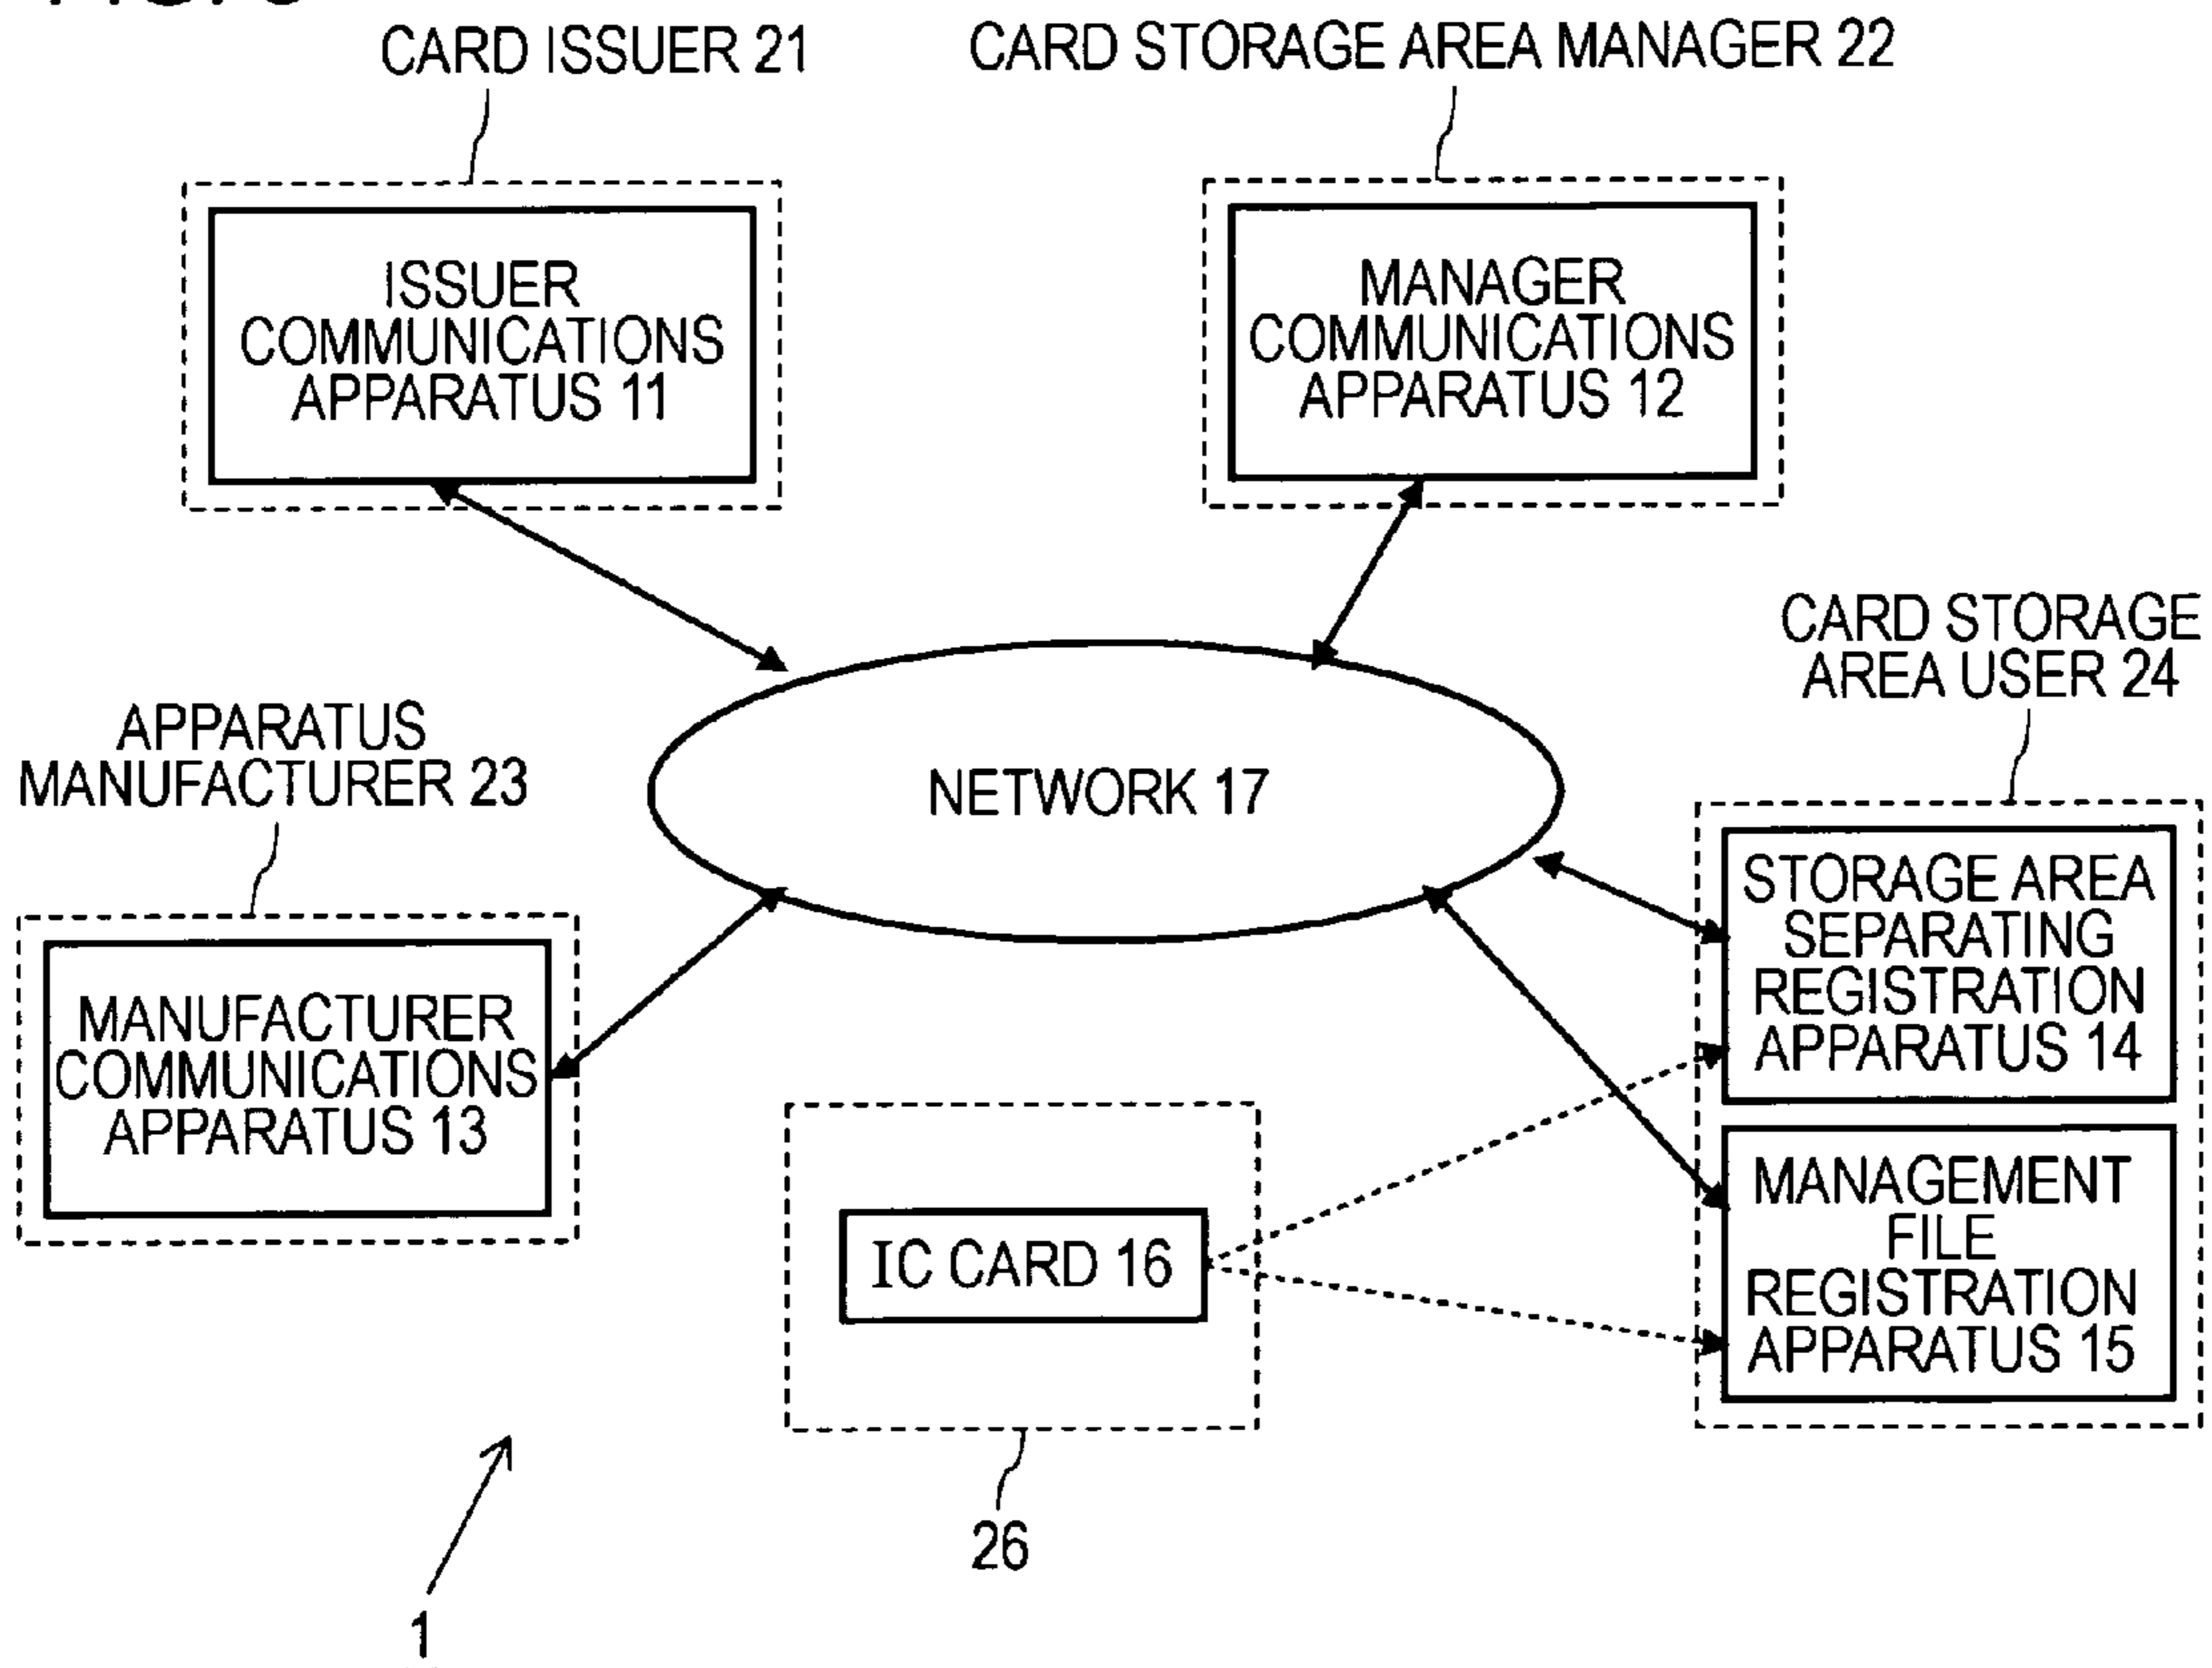 CARD ISSUER 21
CARD STORAGE AREA MANAGER 22
ISSUER
COMMUNICATIONS
APPARATUS 11
MANAGER
COMMUNICATIONS
APPARATUS 12
CARD STORAGE
AREA USER 24
APPARATUS
MANUFACTURER 23
NETWORK 17
STORAGE AREA
SEPARATING
REGISTRATION
APPARATUS 14
MANUFACTURER
COMMUNICATIONS
APPARATUS 13
MANAGEMENT
FILE
REGISTRATION
APPARATUS 15
IC CARD 16
26
1